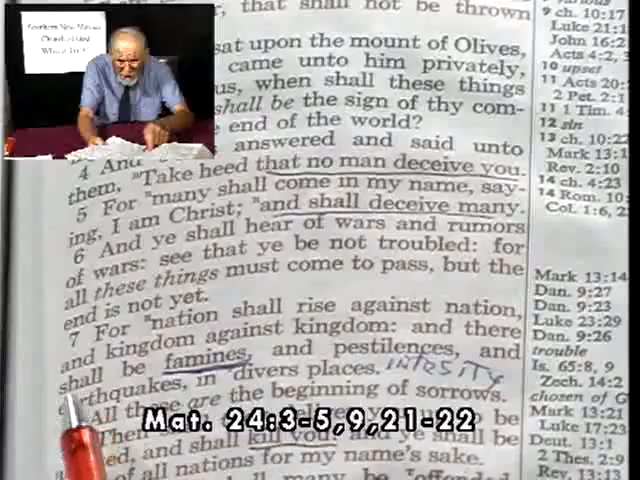 , that shall not be thrown
sat upon the mount of Olives,
came unto him privately,
us, when shall these things
shall be the sign of thy com-
end of the world?
4 And answered and said unto
them, "Take heed that no man deceive you.
5 For "many shall come in my name, say-
ing, I am Christ; "and shall deceive many.
6 And ye shall hear of wars and rumors
of wars: see that ye be not troubled: for
all these things must come to pass, but the
end is not yet.
7 For "nation shall rise against nation,
and kingdom against kingdom: and there
shall be famines, and pestilences, and
earthquakes, in divers places.
All these are the beginning of sorrows.
Then be
ed, and shall kill you: and ye shall be
of all nations for my name's sake.
shall many be "offended
9 ch. 10:17
Luke 21:1
John 16:2
Acts 4:2, 3
10 upset
11 Acts 20:
2 Pet. 2:1
11 1 Tim. 4
12 sin
13 ch. 10:22
Mark 13:1
Rev. 2:10
14 ch. 4:23
14 Rom. 10
Col. 1:6, 2
Mark 13:14
Dan. 9:27
Dan. 9:23
Luke 23:29
Dan. 9:26
trouble
Is. 65:8, 9
Zech. 14:2
chosen of G
Mark 13:21
Luke 17:23
Deut. 13:1
2 Thes. 2:9
Rev. 13:13
Mat. 24:3-5,9,21-22